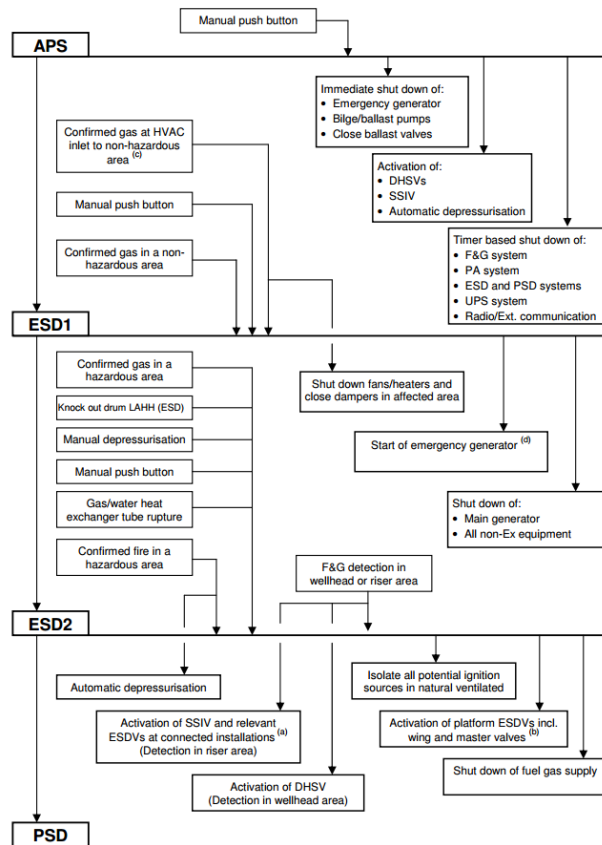 Manual push button
APS
Immediate shut down of:
• Emergency generator
• Bilge/ballast pumps
• Close ballast valves
Confirmed gas at HVAC
inlet to non-hazardous
area (c)
Activation of:
• DHSVs
• SSIV
• Automatic depressurisation
Manual push button
Timer based shut down of:
• F&G system
• PA system
• ESD and PSD systems
• UPS system
• Radio/Ext. communication
Confirmed gas in a non-
hazardous area
ESD1
Confirmed gas in a
hazardous area
Shut down fans/heaters and
close dampers in affected area
Knock out drum LAHH (ESD)
Manual depressurisation
Start of emergency generator (d)
Manual push button
Gas/water heat
exchanger tube rupture
Shut down of:
• Main generator
• All non-Ex equipment
Confirmed fire in a
hazardous area
F&G detection in
wellhead or riser area
ESD2
Automatic depressurisation
Isolate all potential ignition
sources in natural ventilated
Activation of SSIV and relevant
ESDVs at connected installations (a)
(Detection in riser area)
Activation of platform ESDVs incl.
wing and master valves (b)
Shut down of fuel gas supply
Activation of DHSV
(Detection in wellhead area)
PSD